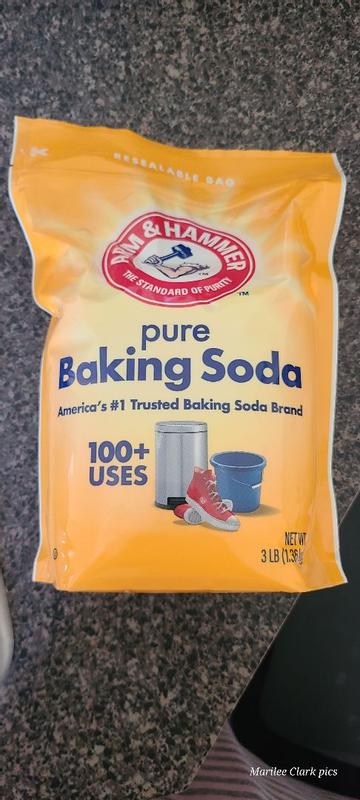 RESEALABLE BAG
ARM & HAMMER
THE STANDARD OF PURITY
TM
pure
Baking Soda
America's #1 Trusted Baking Soda Brand
100+
USES
NET WT
3 LB
Marilee Clark pics